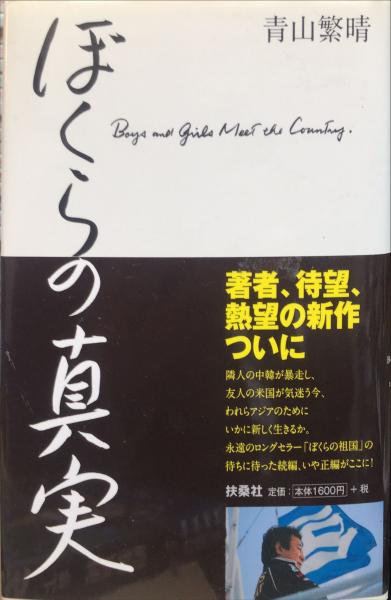 青山繁晴
ぼくらの真実
Boys and Girls Meet the Country.
著者、待望、
熱望の新作
ついに
隣人の中韓が暴走し、
友人の米国が気迷う今、
われらアジアのために
いかに新しく生きるか。
永遠のロングセラー「ぼくらの祖国」の
待ちに待った続編、いや正編がここに!
扶桑社 定価:本体1600円+税